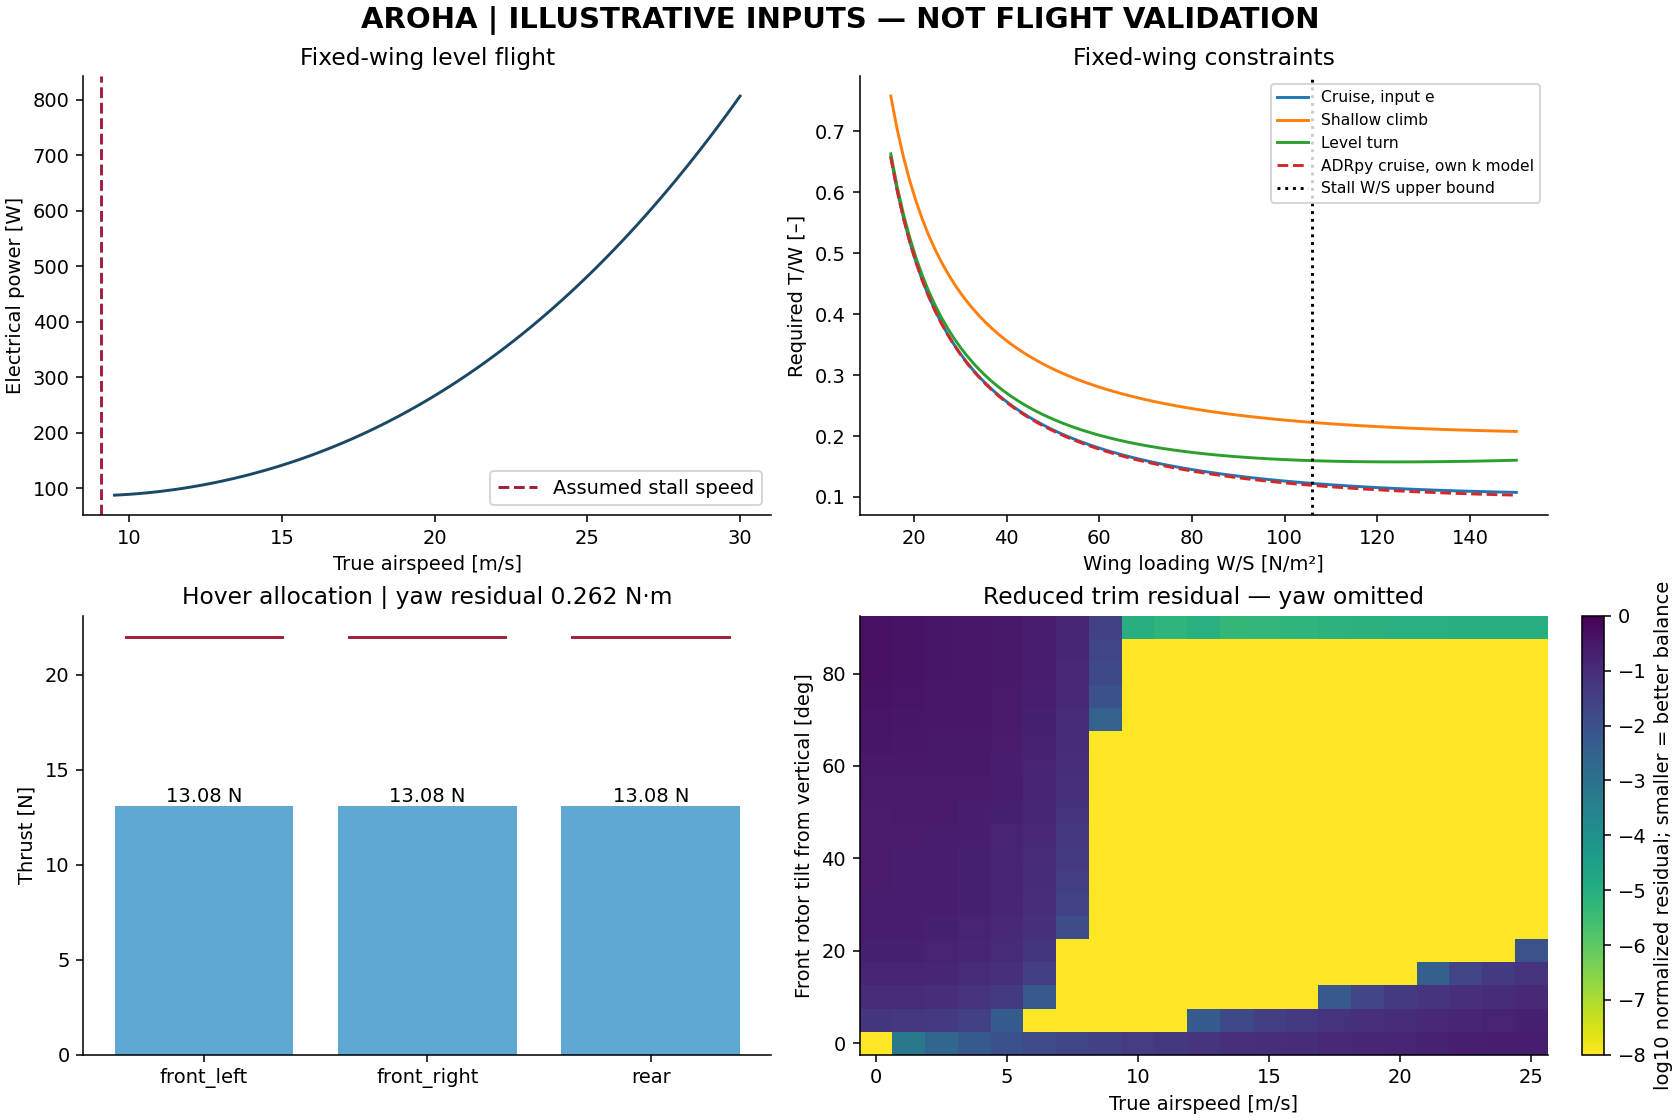 AROHA | ILLUSTRATIVE INPUTS — NOT FLIGHT VALIDATION
Fixed-wing level flight
Electrical power [W]
800
700
600
500
400
300
200
100
10
15
20
25
30
True airspeed [m/s]
Assumed stall speed
Fixed-wing constraints
Required T/W [–]
0.7
0.6
0.5
0.4
0.3
0.2
0.1
20
40
60
80
100
120
140
Wing loading W/S [N/m²]
Cruise, input e
Shallow climb
Level turn
ADRpy cruise, own k model
Stall W/S upper bound
Hover allocation | yaw residual 0.262 N·m
Thrust [N]
20
15
10
5
0
13.08 N
13.08 N
13.08 N
front_left
front_right
rear
Reduced trim residual — yaw omitted
Front rotor tilt from vertical [deg]
80
60
40
20
0
0
5
10
15
20
25
True airspeed [m/s]
0
−1
−2
−3
−4
−5
−6
−7
−8
log10 normalized residual; smaller = better balance